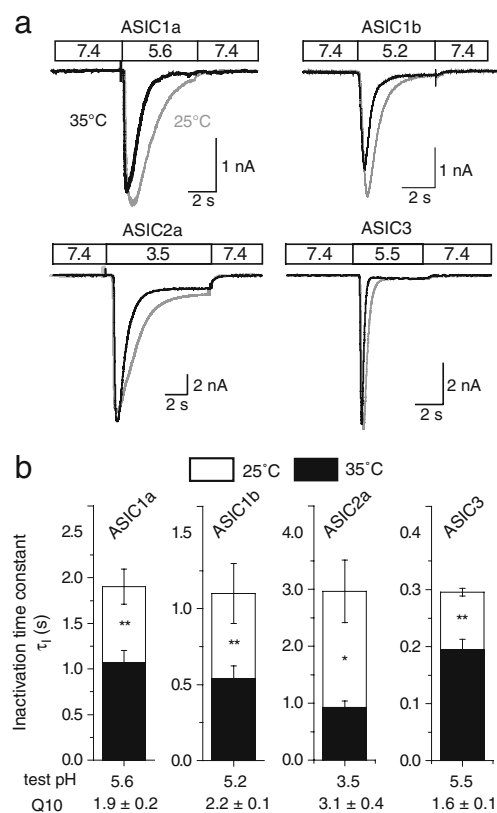 a
ASIC1a
7.4 5.6 7.4
35°C
25°C
1 nA
2 s
ASIC1b
7.4 5.2 7.4
1 nA
2 s
ASIC2a
7.4 3.5 7.4
2 nA
2 s
ASIC3
7.4 5.5 7.4
2 nA
2 s
b
25°C 35°C
Inactivation time constant
τI (s)
ASIC1a
2.5
2.0
1.5
1.0
0.5
0.0
**
ASIC1b
1.5
1.0
0.5
0.0
**
ASIC2a
4.0
3.0
2.0
1.0
0.0
*
ASIC3
0.4
0.3
0.2
0.1
0.0
**
test pH 5.6 5.2 3.5 5.5
Q10 1.9 ± 0.2 2.2 ± 0.1 3.1 ± 0.4 1.6 ± 0.1